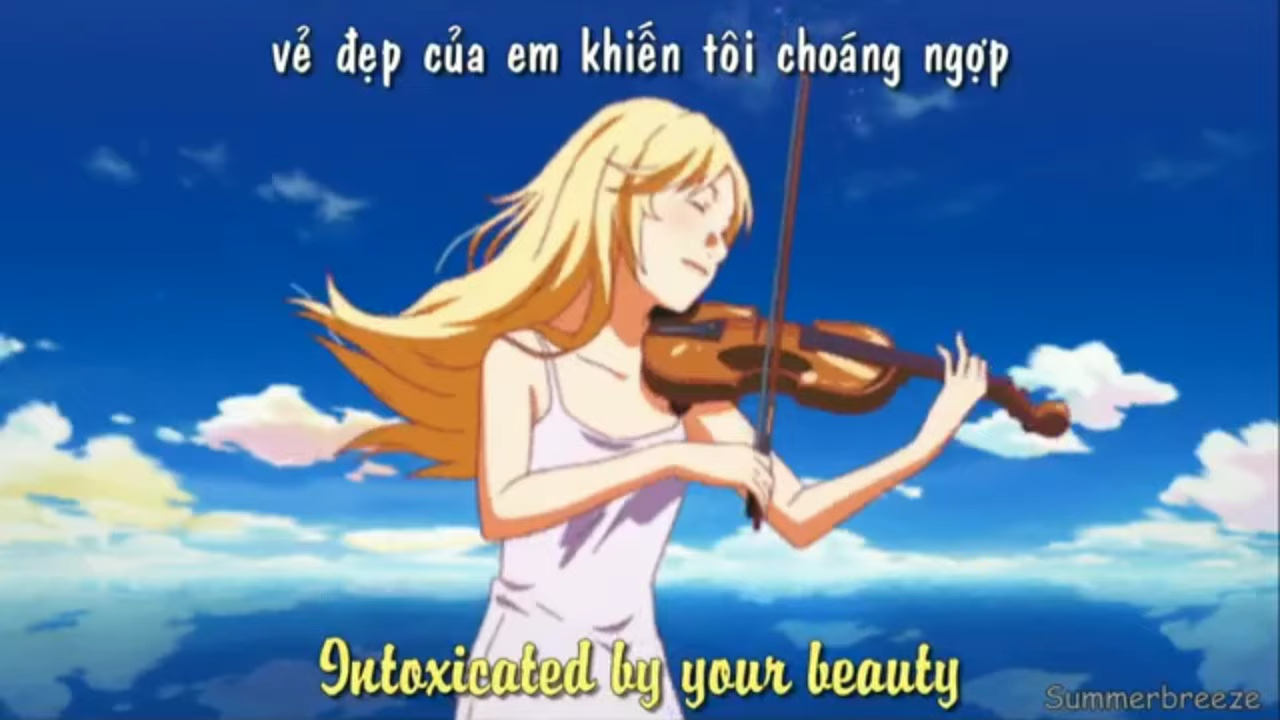 vẻ đẹp của em khiến tôi choáng ngợp
Intoxicated by your beauty
Summerbreeze